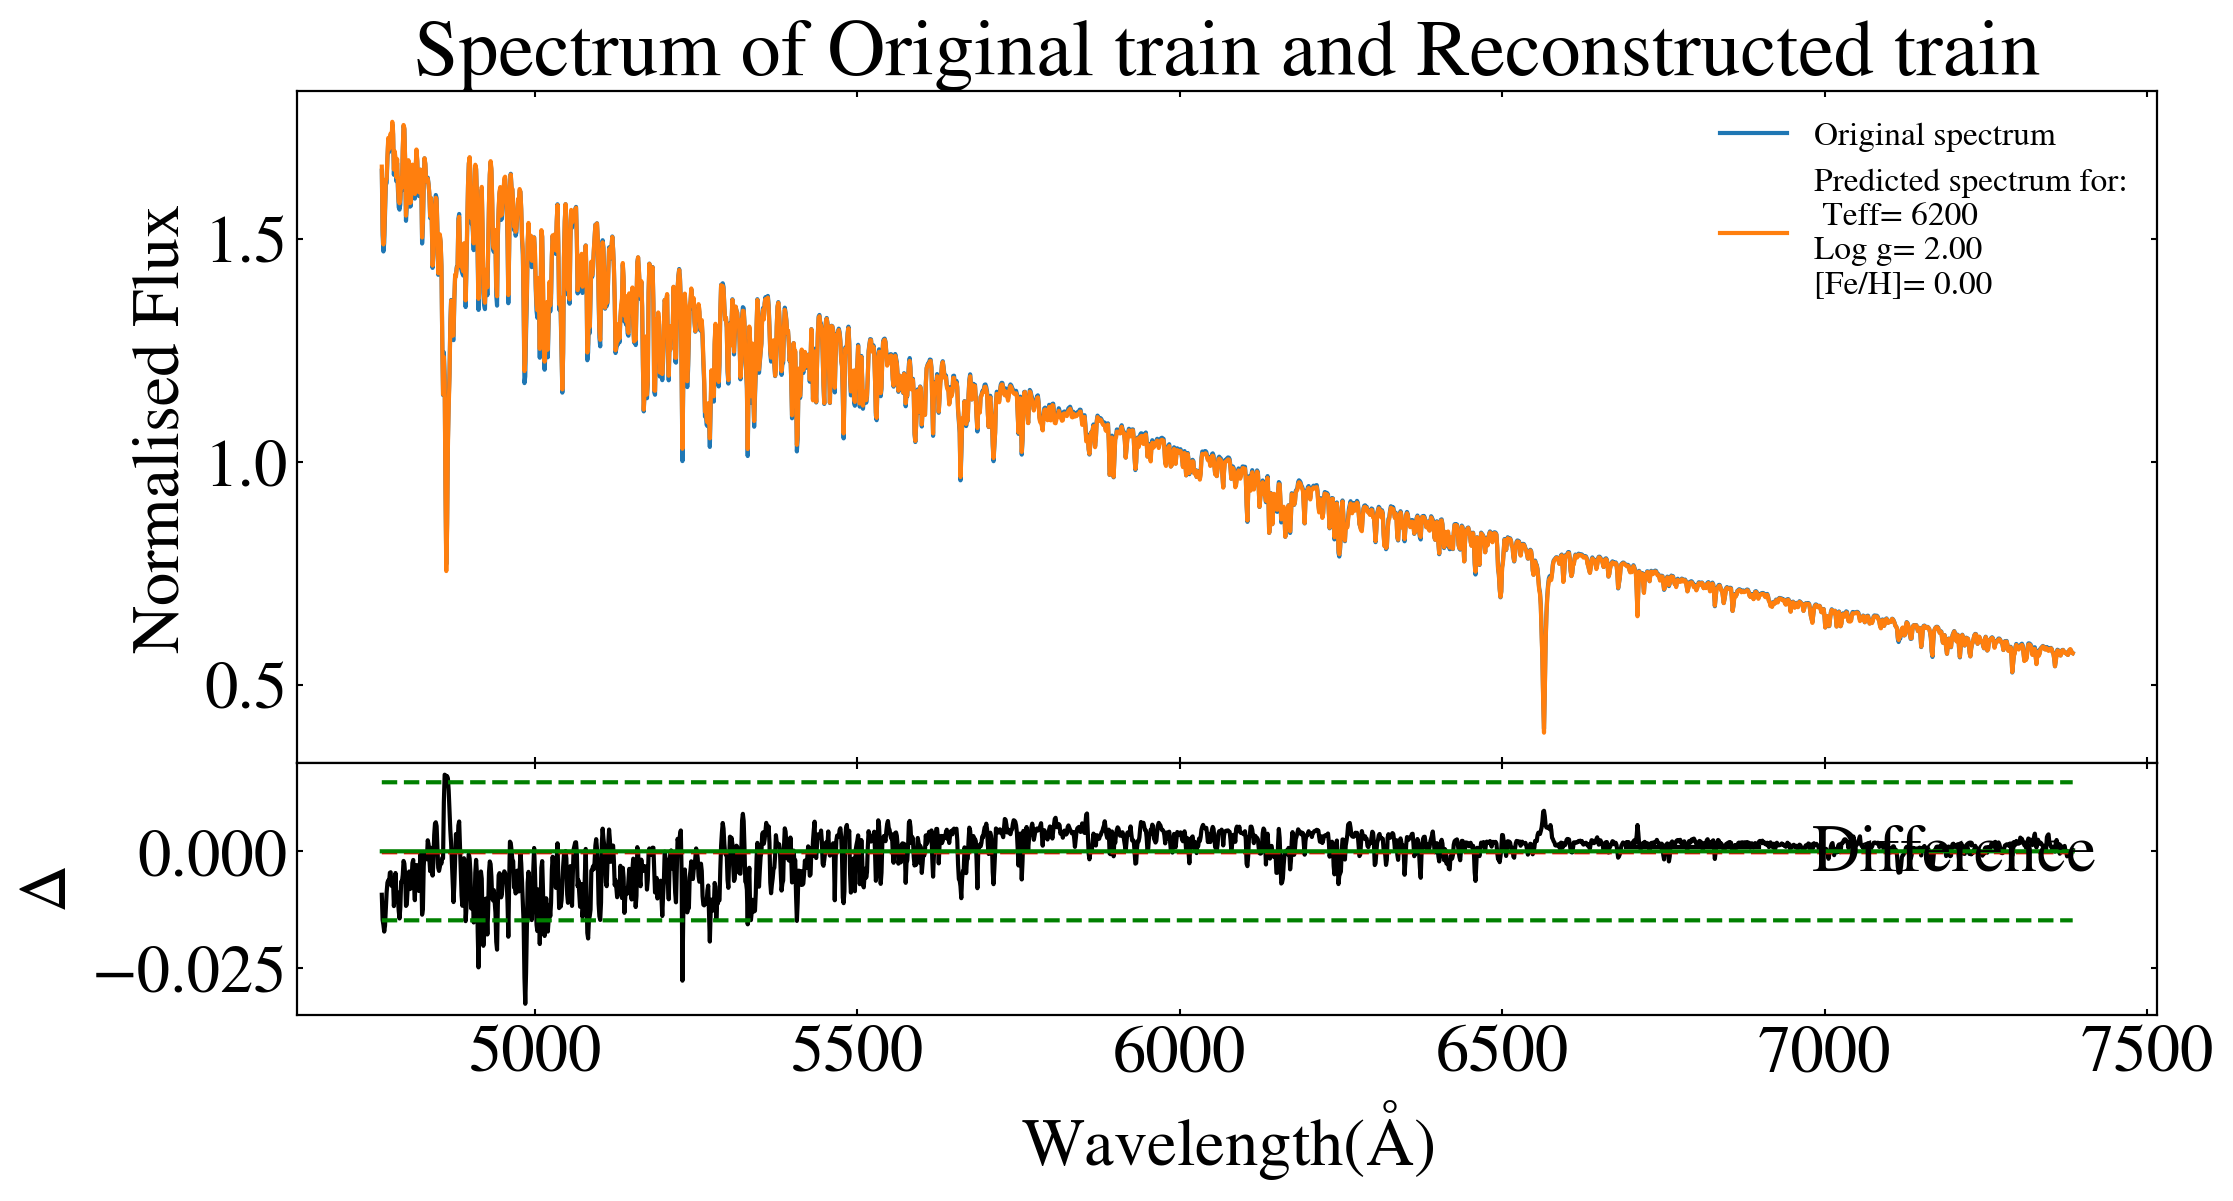 Spectrum of Original train and Reconstructed train
Original spectrum
Predicted spectrum for:
Teff= 6200
Log g= 2.00
[Fe/H]= 0.00
Normalised Flux
1.5
1.0
0.5
Difference
Δ
0.000
−0.025
5000 5500 6000 6500 7000 7500
Wavelength(Å)